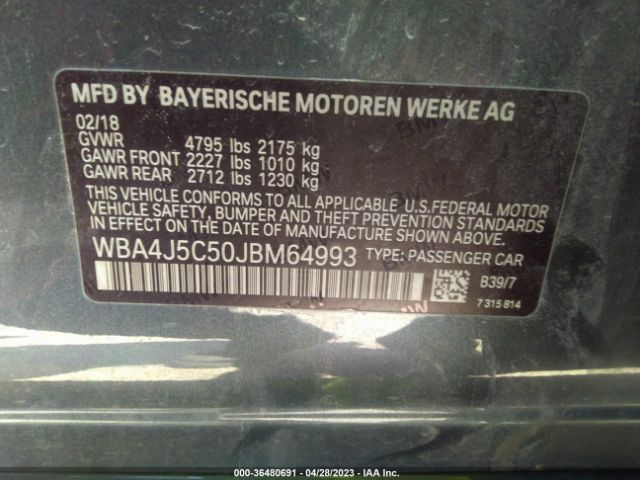 MFD BY BAYERISCHE MOTOREN WERKE AG
02/18
GVWR 4795 lbs 2175 kg
GAWR FRONT 2227 lbs 1010 kg
GAWR REAR 2712 lbs 1230 kg
THIS VEHICLE CONFORMS TO ALL APPLICABLE U.S. FEDERAL MOTOR
VEHICLE SAFETY, BUMPER AND THEFT PREVENTION STANDARDS
IN EFFECT ON THE DATE OF MANUFACTURE SHOWN ABOVE.
WBA4J5C50JBM64993 TYPE: PASSENGER CAR
B39/7
7 315 814
000-36480691 - 04/28/2023 - IAA Inc.